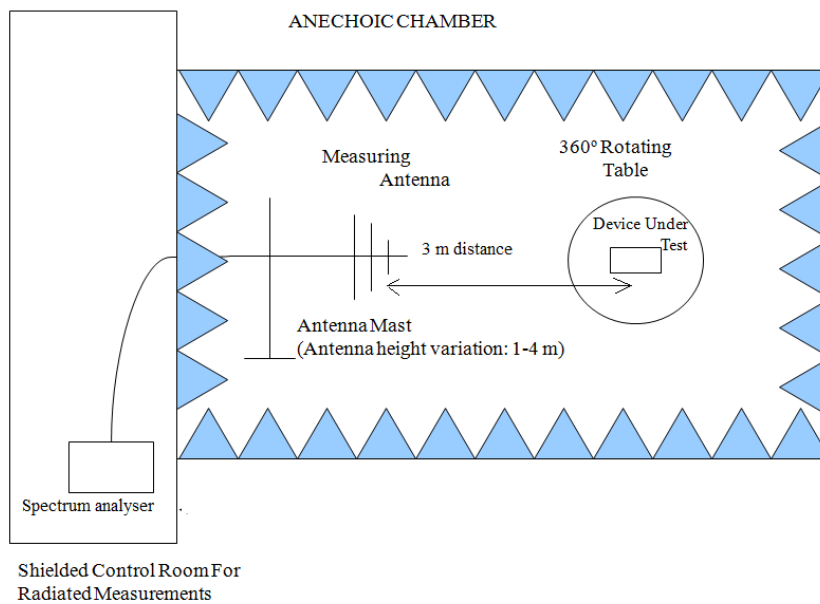 ANECHOIC CHAMBER
Measuring
Antenna
360º Rotating
Table
Device Under
Test
3 m distance
Antenna Mast
(Antenna height variation: 1-4 m)
Spectrum analyser
Shielded Control Room For
Radiated Measurements